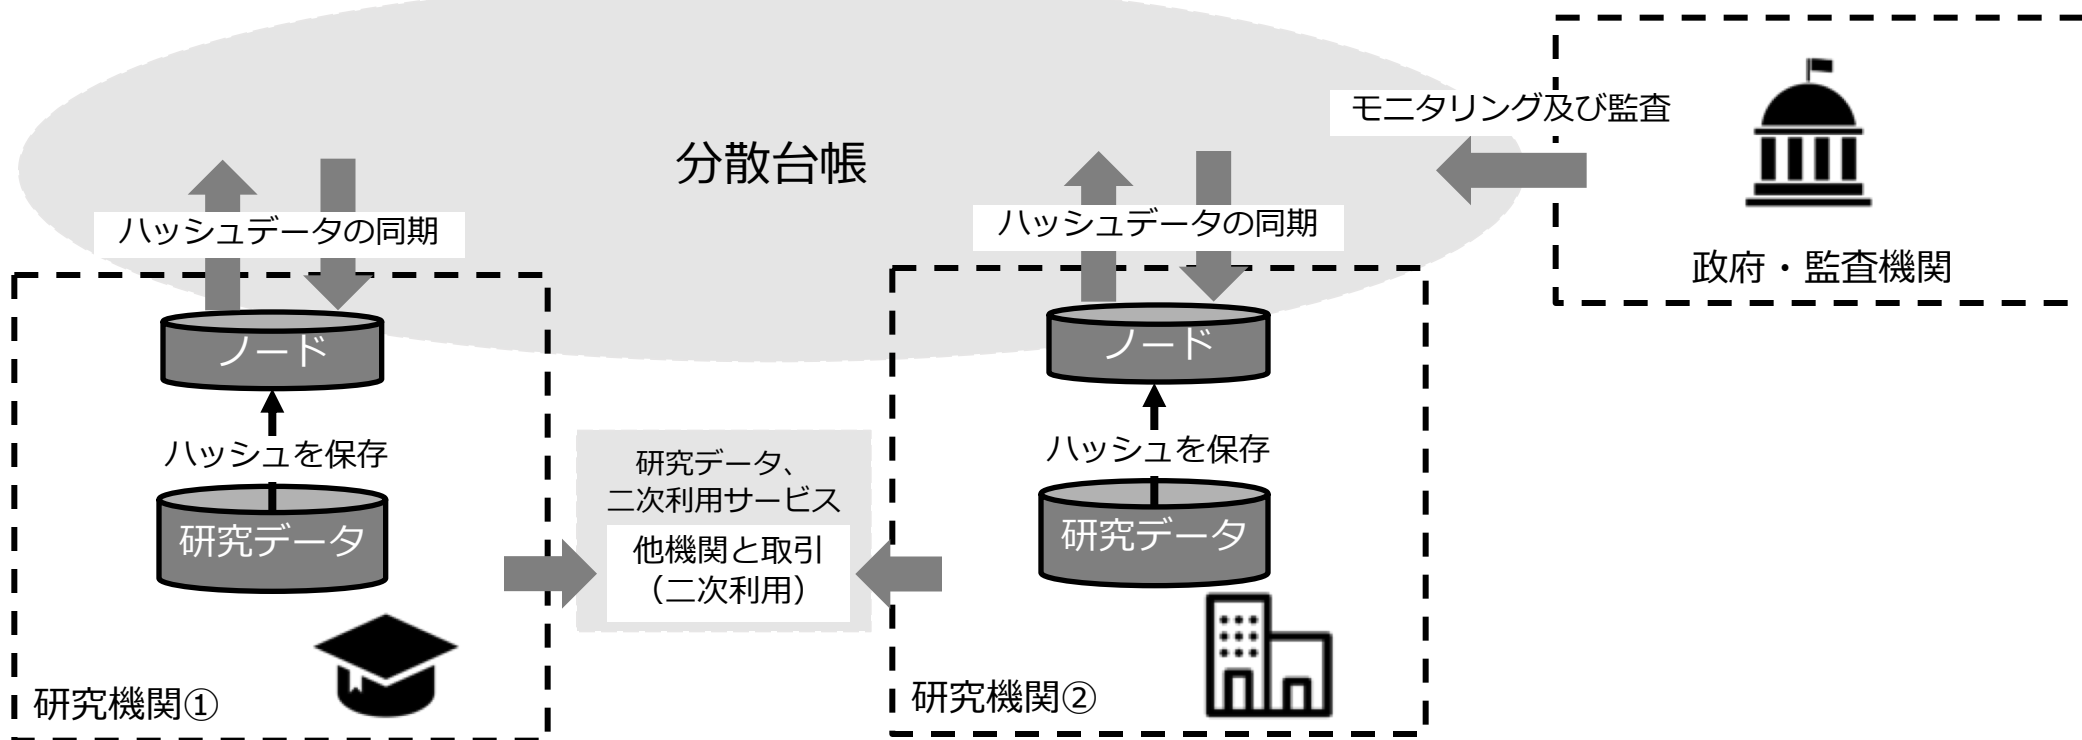 分散台帳
モニタリング及び監査
政府・監査機関
ハッシュデータの同期
ノード
ハッシュを保存
研究データ
研究機関①
研究データ、
二次利用サービス
他機関と取引
（二次利用）
ハッシュデータの同期
ノード
ハッシュを保存
研究データ
研究機関②